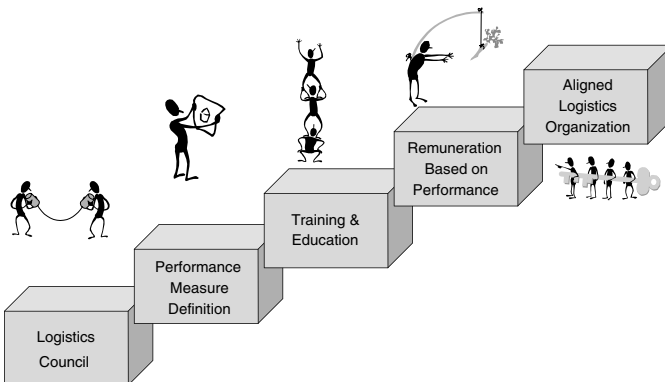 Logistics
Council
Performance
Measure
Definition
Training &
Education
Remuneration
Based on
Performance
Aligned
Logistics
Organization